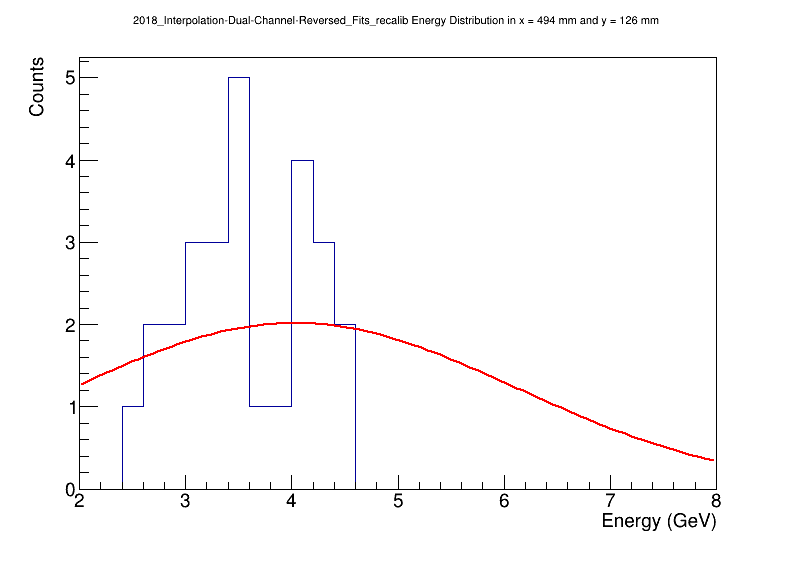 2018_Interpolation-Dual-Channel-Reversed_Fits_recalib Energy Distribution in x = 494 mm and y = 126 mm
Counts
5
4
3
2
1
0
2 3 4 5 6 7 8
Energy (GeV)